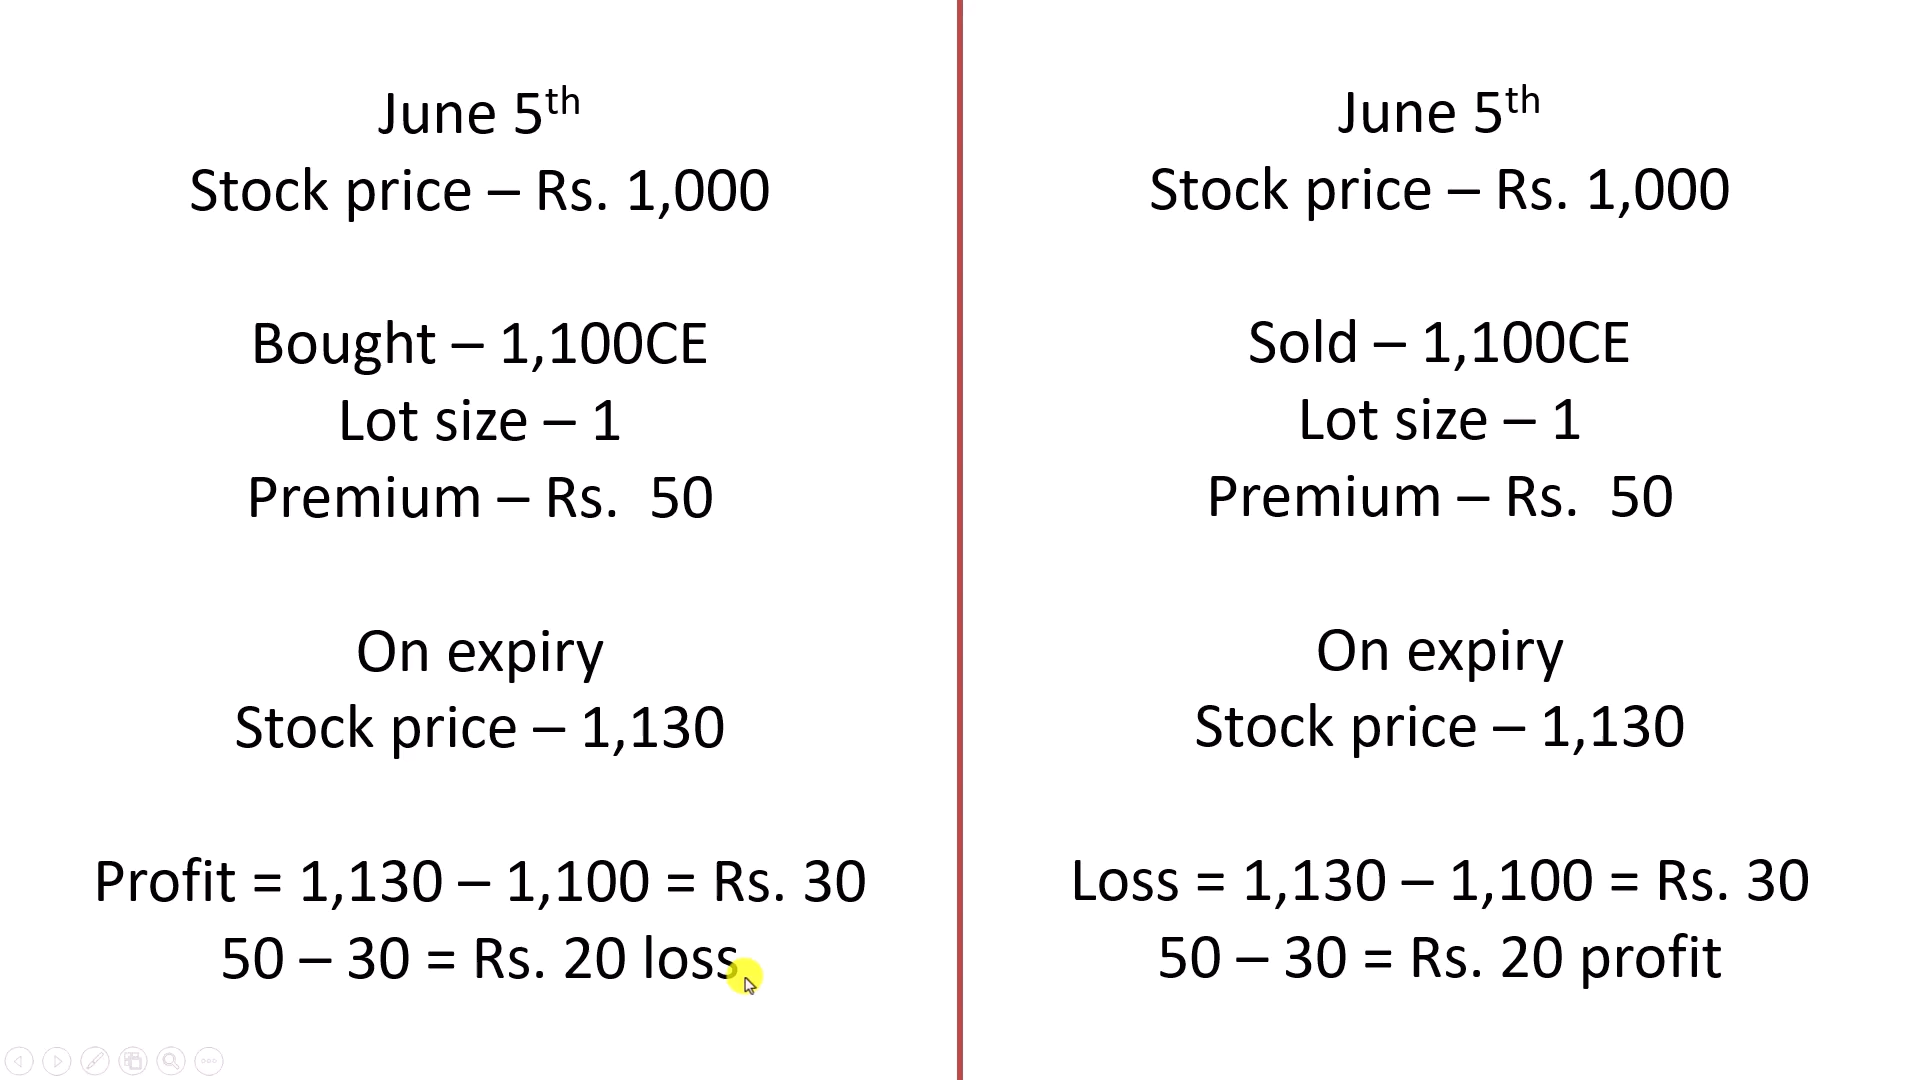 June 5th
Stock price – Rs. 1,000
Bought – 1,100CE
Lot size – 1
Premium – Rs.  50
On expiry
Stock price – 1,130
Profit = 1,130 – 1,100 = Rs. 30
50 – 30 = Rs. 20 loss
June 5th
Stock price – Rs. 1,000
Sold – 1,100CE
Lot size – 1
Premium – Rs.  50
On expiry
Stock price – 1,130
Loss = 1,130 – 1,100 = Rs. 30
50 – 30 = Rs. 20 profit